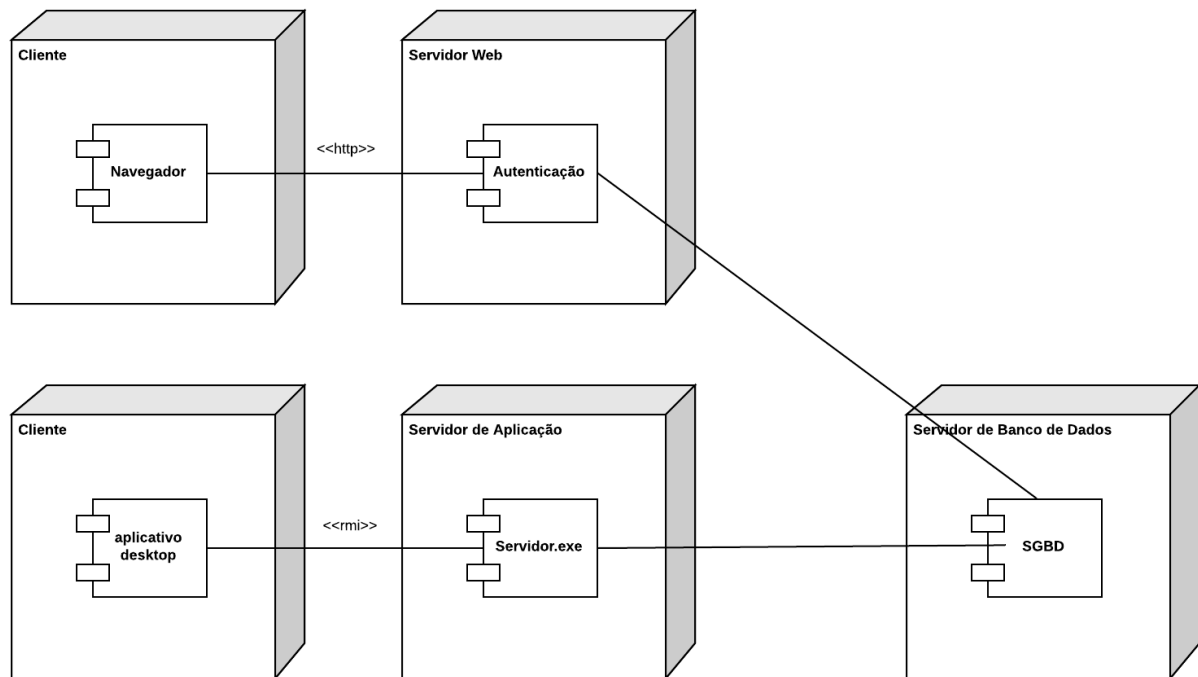 Cliente
Servidor Web
<<http>>
Navegador
Autenticação
Cliente
Servidor de Aplicação
Servidor de Banco de Dados
<<rmi>>
aplicativo
desktop
Servidor.exe
SGBD